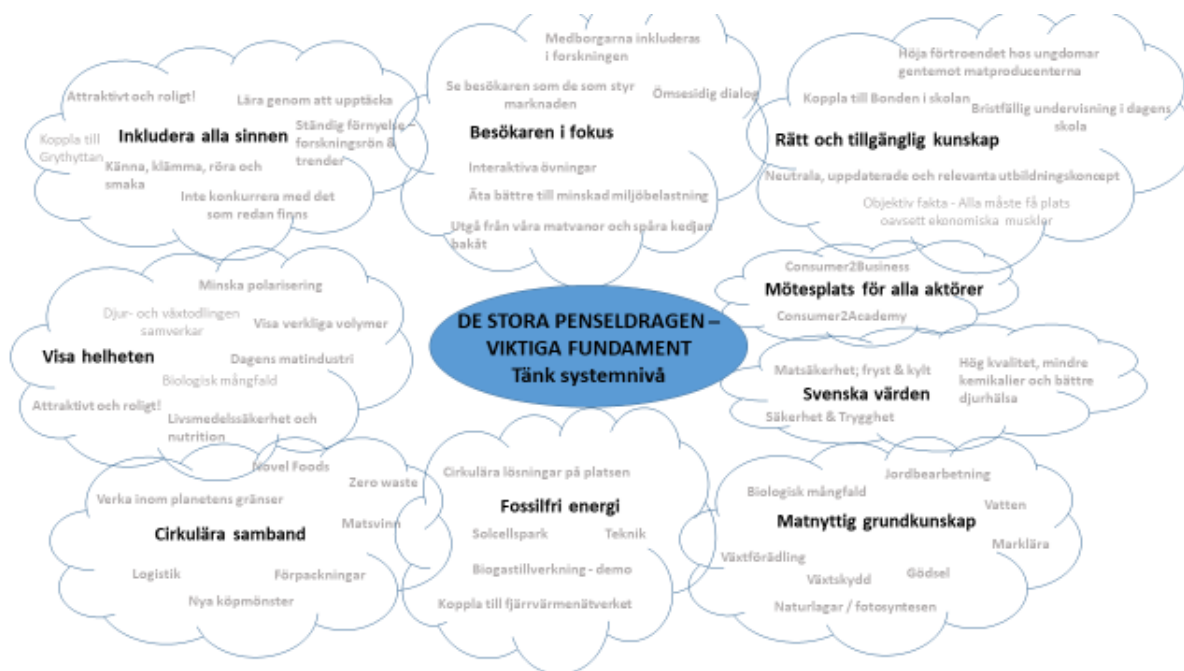 Attraktivt och roligt!
Lära genom att upptäcka
Inkludera alla sinnen
Ständig förnyelse –
forskningsrön &
trender
Koppla till
Grythyttan
Känna, klämma, röra och
smaka
Inte konkurrera med det
som redan finns
Medborgarna inkluderas
i forskningen
Se besökaren som de som styr
marknaden
Ömsesidig dialog
Besökaren i fokus
Interaktiva övningar
Äta bättre till minskad miljöbelastning
Utgå från våra matvanor och spåra kedjan
bakåt
Höja förtroendet hos ungdomar
gentemot matproducenterna
Koppla till Bonden i skolan
Bristfällig undervisning i dagens
skola
Rätt och tillgänglig kunskap
Neutrala, uppdaterade och relevanta utbildningskoncept
Objektiv fakta - Alla måste få plats
oavsett ekonomiska muskler
Minska polarisering
Djur- och växtodlingen
samverkar
Visa verkliga volymer
Visa helheten
Dagens matindustri
Biologisk mångfald
Attraktivt och roligt!
Livsmedelssäkerhet och
nutrition
DE STORA PENSELDRAGEN –
VIKTIGA FUNDAMENT
Tänk systemnivå
Consumer2Business
Mötesplats för alla aktörer
Consumer2Academy
Matsäkerhet; fryst & kylt
Hög kvalitet, mindre
kemikalier och bättre
djurhälsa
Svenska värden
Säkerhet & Trygghet
Novel Foods
Zero waste
Verka inom planetens gränser
Matsvinn
Cirkulära samband
Logistik
Förpackningar
Nya köpmönster
Cirkulära lösningar på platsen
Fossilfri energi
Solcellspark
Teknik
Biogastillverkning - demo
Koppla till fjärrvärmenätverket
Jordbearbetning
Biologisk mångfald
Vatten
Matnyttig grundkunskap
Marklära
Växtförädling
Växtskydd
Gödsel
Naturlagar / fotosyntesen